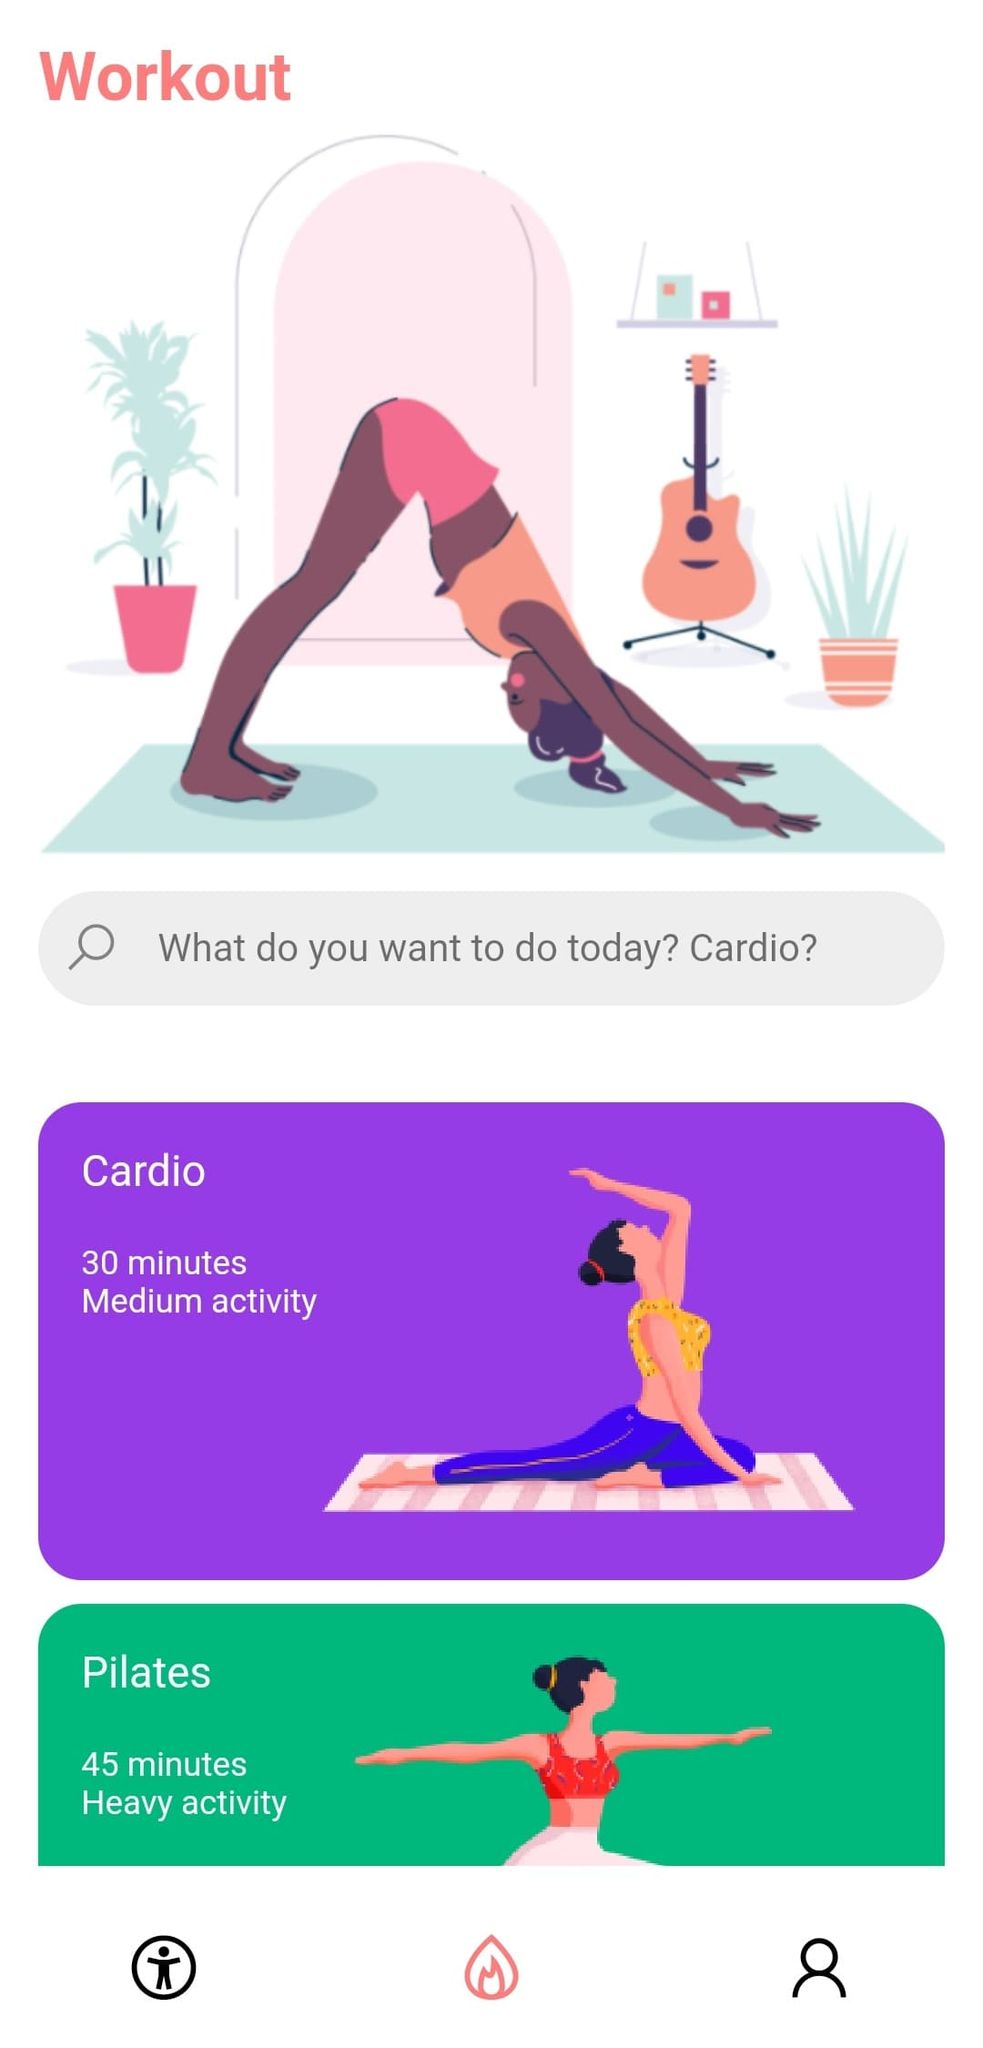 Workout
What do you want to do today? Cardio?
Cardio
30 minutes
Medium activity
Pilates
45 minutes
Heavy activity